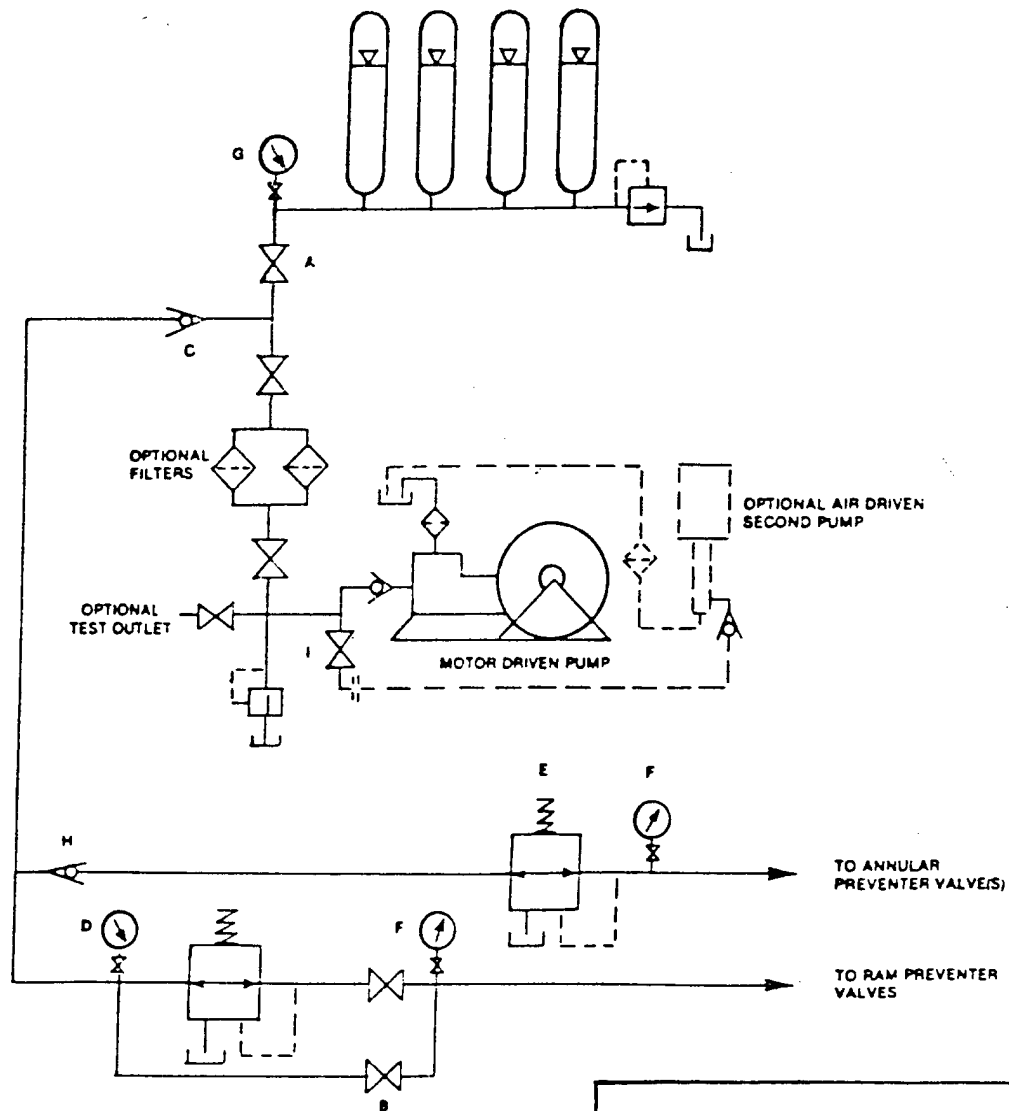 G
A
C
OPTIONAL
FILTERS
OPTIONAL AIR DRIVEN
SECOND PUMP
OPTIONAL
TEST OUTLET
I
MOTOR DRIVEN PUMP
E
F
H
TO ANNULAR
PREVENTER VALVE(S)
D
F
TO RAM PREVENTER
VALVES
B